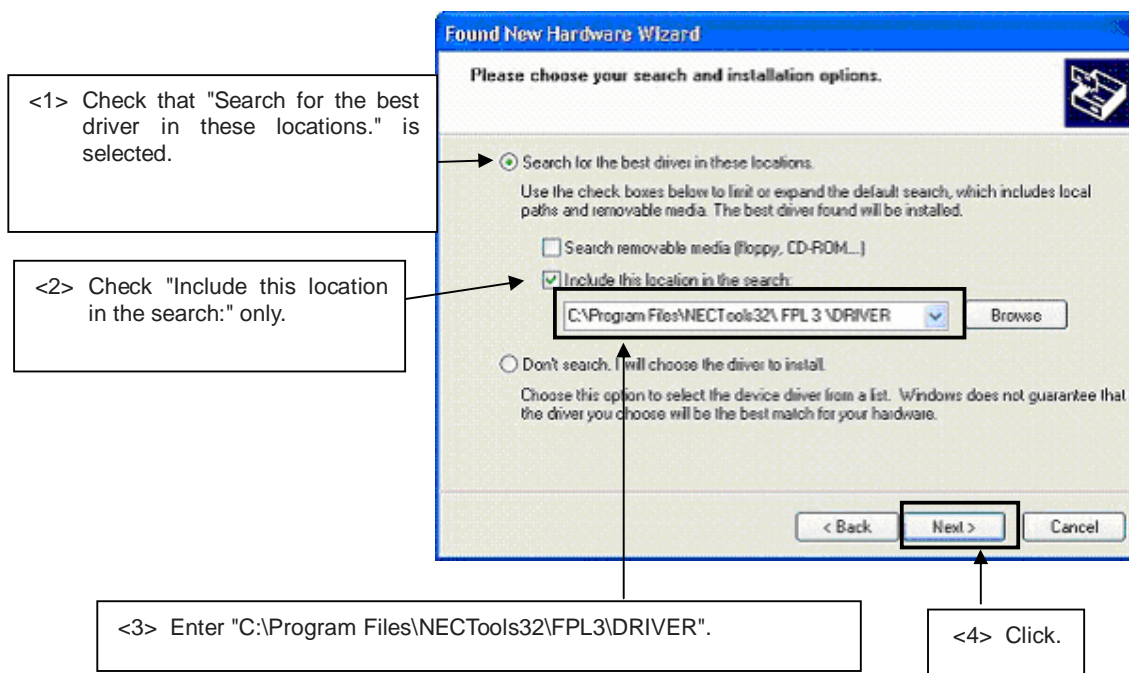 Found New Hardware Wizard
Please choose your search and installation options.
<1> Check that "Search for the best
driver in these locations." is
selected.
Search for the best driver in these locations.
Use the check boxes below to limit or expand the default search, which includes local
paths and removable media. The best driver found will be installed.
Search removable media (floppy, CD-ROM...)
<2> Check "Include this location
in the search:" only.
Include this location in the search:
C:\Program Files\NECTools32\ FPL 3 \DRIVER
Browse
Don't search. I will choose the driver to install.
Choose this option to select the device driver from a list. Windows does not guarantee that
the driver you choose will be the best match for your hardware.
< Back
Next >
Cancel
<3> Enter "C:\Program Files\NECTools32\FPL3\DRIVER".
<4> Click.